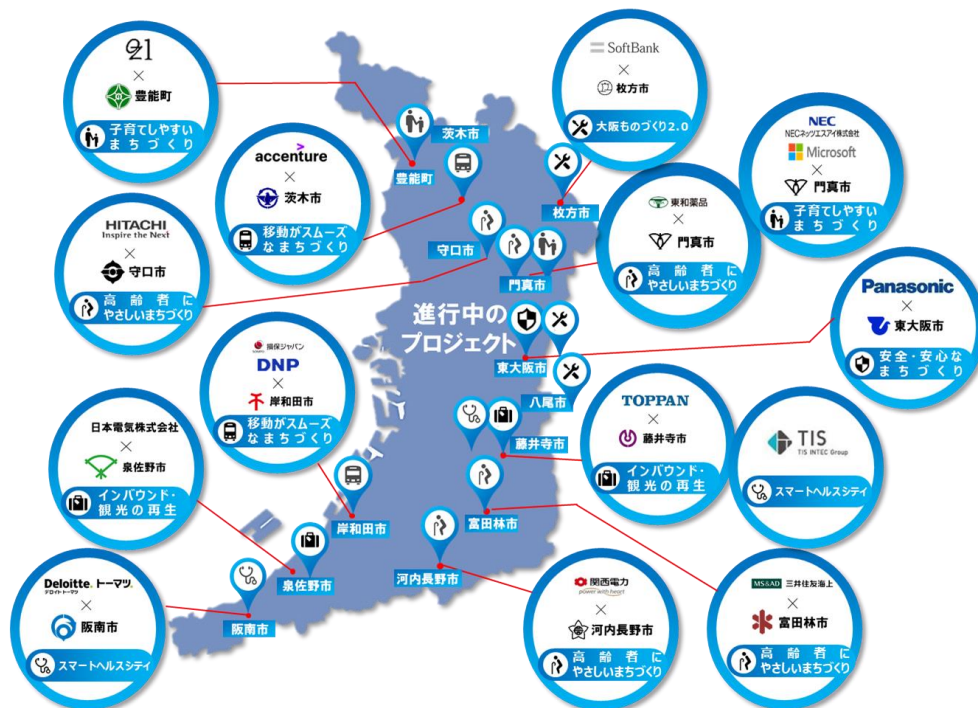 21
×
豊能町
子育てしやすい
まちづくり
accenture
×
茨木市
移動がスムーズ
なまちづくり
HITACHI
Inspire the Next
×
守口市
高齢者に
やさしいまちづくり
損保ジャパン
DNP
×
岸和田市
移動がスムーズ
なまちづくり
日本電気株式会社
×
泉佐野市
インバウンド・
観光の再生
Deloitte. トーマツ.
デロイト トーマツ
×
阪南市
スマートヘルスシテイ
SoftBank
×
枚方市
大阪ものづくり2.0
NEC
NECネッツエスアイ株式会社
Microsoft
×
門真市
子育てしやすい
まちづくり
東和薬品
×
門真市
高齢者に
やさしいまちづくり
Panasonic
×
東大阪市
安全・安心な
まちづくり
TOPPAN
×
藤井寺市
インバウンド・
観光の再生
TIS
TIS INTEC Group
スマートヘルスシテイ
関西電力
power with heart
×
河内長野市
高齢者に
やさしいまちづくり
MS&AD 三井住友海上
×
富田林市
高齢者に
やさしいまちづくり
茨木市
豊能町
枚方市
守口市
門真市
進行中の
プロジェクト
東大阪市
八尾市
藤井寺市
富田林市
岸和田市
河内長野市
泉佐野市
阪南市